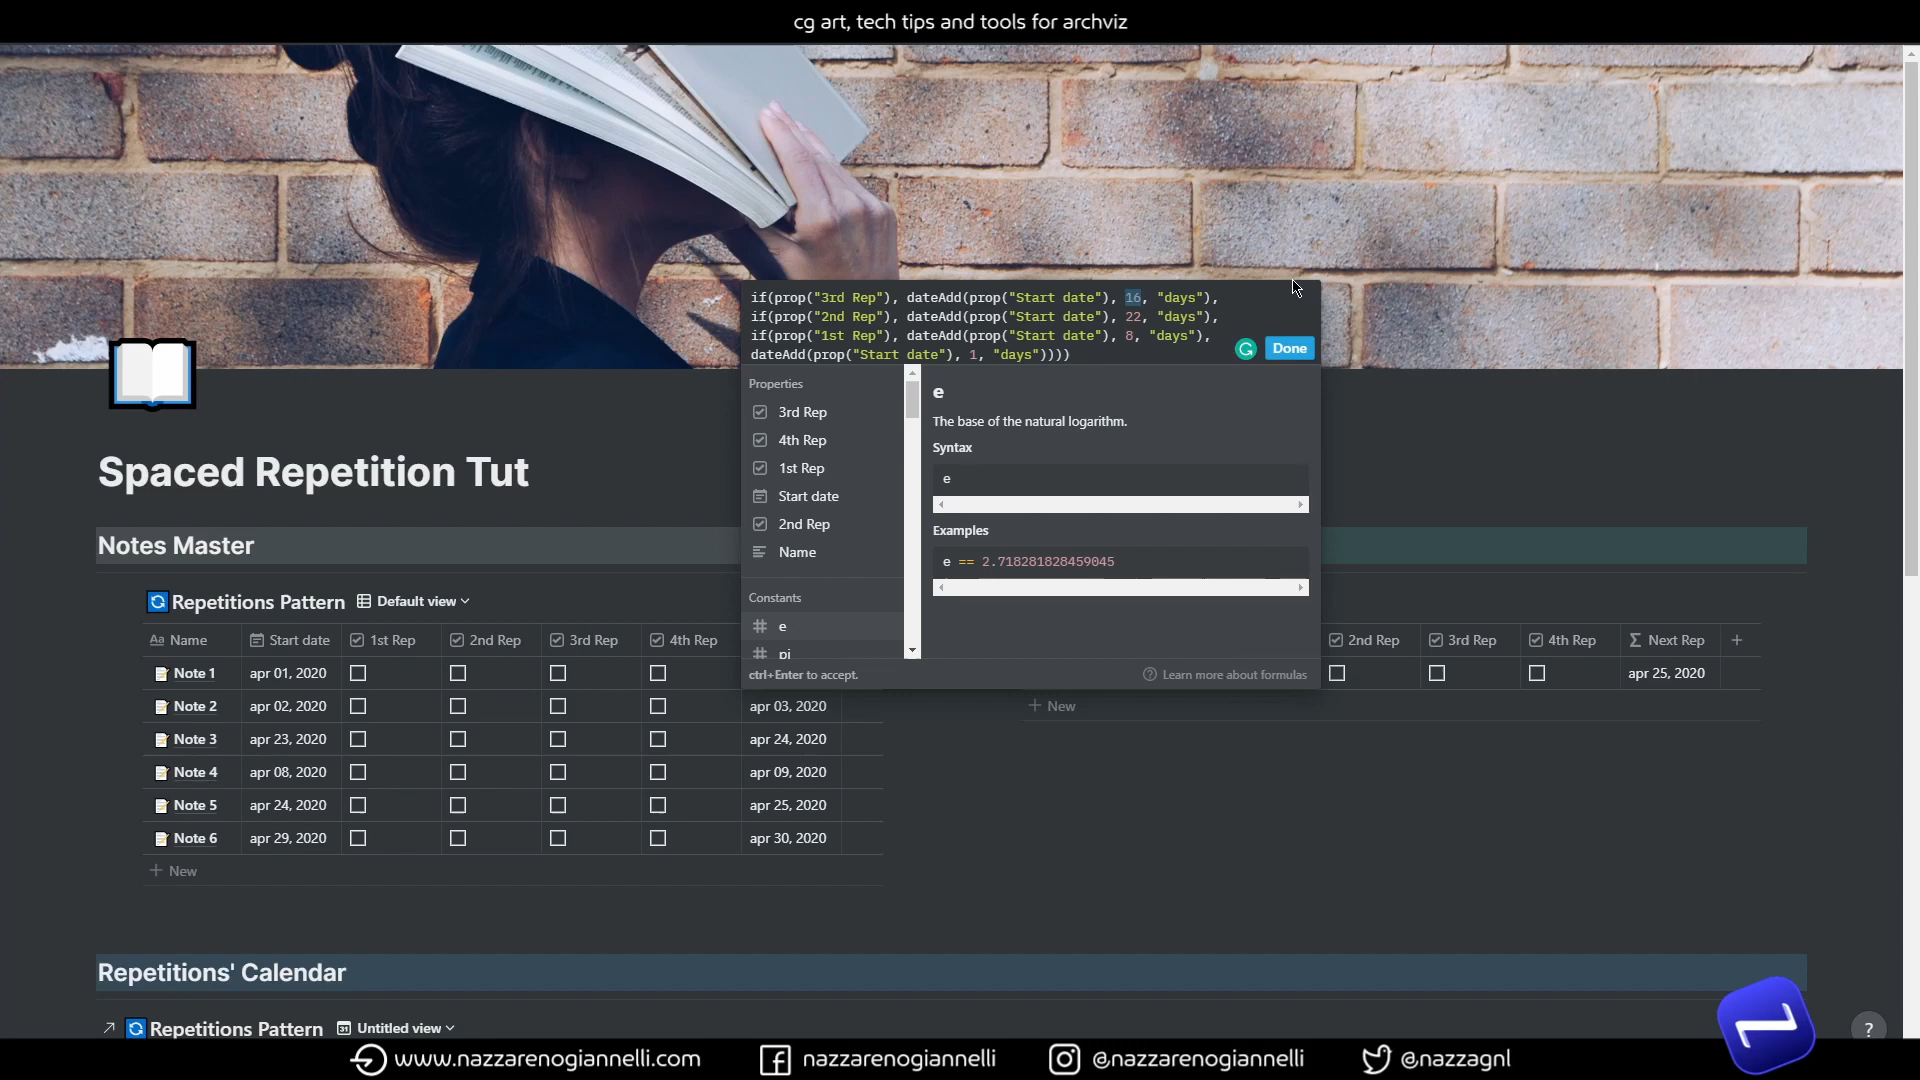 cg art, tech tips and tools for archviz
if(prop("3rd Rep"), dateAdd(prop("Start date"), 16, "days"),
if(prop("2nd Rep"), dateAdd(prop("Start date"), 22, "days"),
if(prop("1st Rep"), dateAdd(prop("Start date"), 8, "days"),
dateAdd(prop("Start date"), 1, "days"))))
Done
Properties
3rd Rep
4th Rep
1st Rep
Start date
2nd Rep
Name
Constants
e
pi
e
The base of the natural logarithm.
Syntax
e
Examples
e == 2.718281828459045
ctrl+Enter to accept.
Learn more about formulas
Spaced Repetition Tut
Notes Master
Repetitions Pattern Default view
Aa Name Start date 1st Rep 2nd Rep 3rd Rep 4th Rep
Note 1 apr 01, 2020
Note 2 apr 02, 2020 apr 03, 2020
Note 3 apr 23, 2020 apr 24, 2020
Note 4 apr 08, 2020 apr 09, 2020
Note 5 apr 24, 2020 apr 25, 2020
Note 6 apr 29, 2020 apr 30, 2020
+ New
2nd Rep 3rd Rep 4th Rep Σ Next Rep +
apr 25, 2020
+ New
Repetitions' Calendar
Repetitions Pattern 31 Untitled view
?
www.nazzarenogiannelli.com nazzarenogiannelli @nazzarenogiannelli @nazzagnl